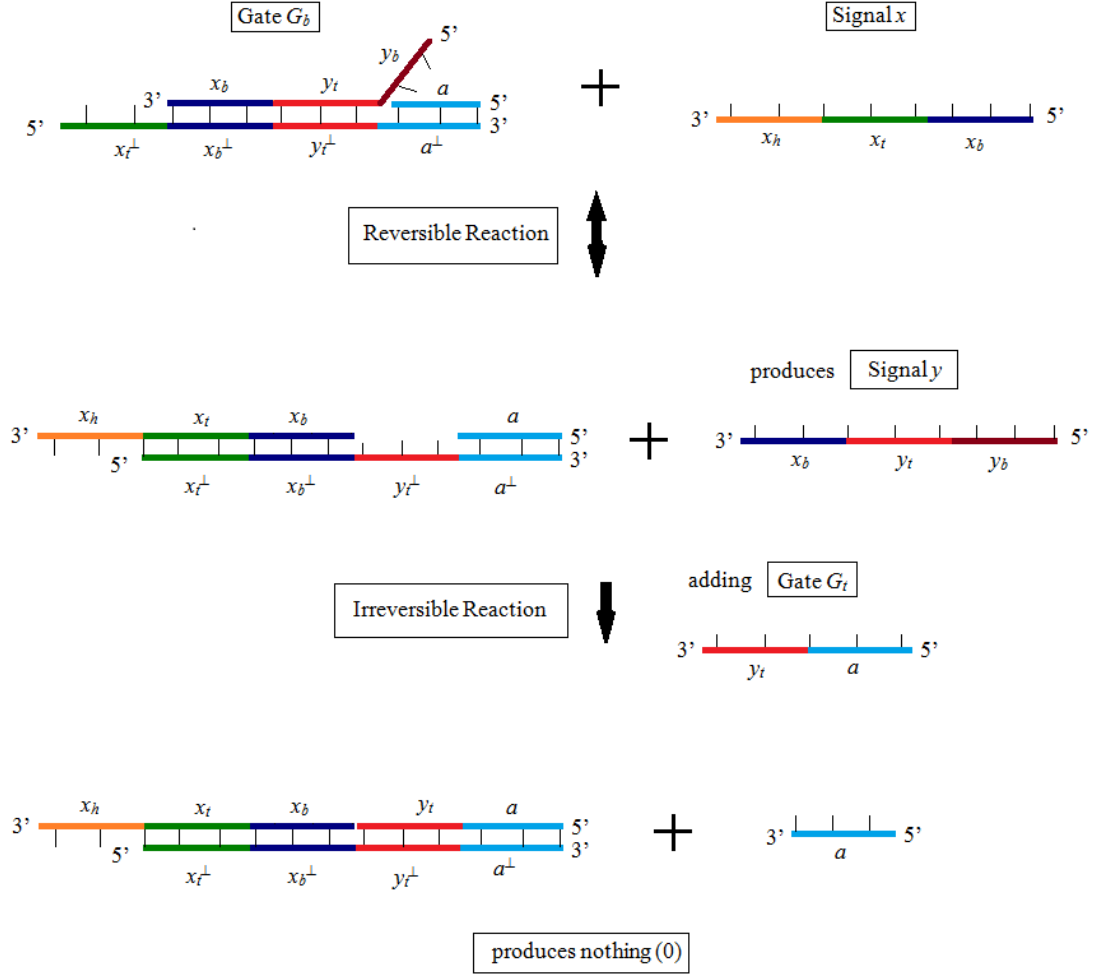 Gate G_b
Signal x
5’
y_b
x_b y_t a
3’ 5’
5’ 3’
x_t^⊥ x_b^⊥ y_t^⊥ a^⊥
+
3’ 5’
x_h x_t x_b
Reversible Reaction
produces Signal y
x_h x_t x_b a
3’ 5’
5’ 3’
x_t^⊥ x_b^⊥ y_t^⊥ a^⊥
+
3’ 5’
x_b y_t y_b
Irreversible Reaction
adding Gate G_t
3’ 5’
y_t a
x_h x_t x_b y_t a
3’ 5’
5’ 3’
x_t^⊥ x_b^⊥ y_t^⊥ a^⊥
+
3’ 5’
a
produces nothing (0)